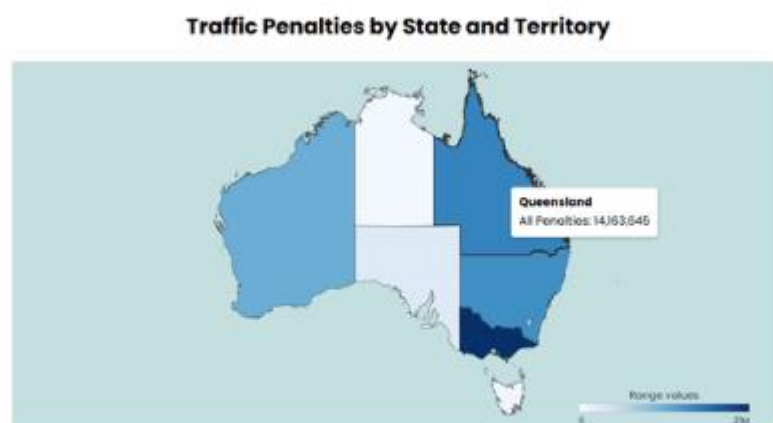 Traffic Penalties by State and Territory
Queensland
All Penalties: 14,163,645
Range values
0